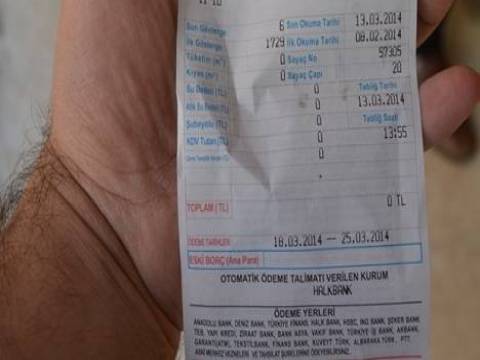 Son Gösterge 6 Son Okuma Tarihi 13.03.2014
İlk Gösterge 1729 İlk Okuma Tarihi 08.02.2014
Tüketim (m³) 0 Sayaç No 57305
Kıyas (m³) 0 Sayaç Çapı 20
Su Bedeli (TL) 0 Tebliğ Tarihi
Atık Su Bedeli (TL) 0 13.03.2014
Şubeyolu (TL) 0 Tebliğ Saati
KDV Tutarı (TL) 0 13:55
0
TOPLAM (TL) 0 TL
ÖDEME TARİHLERİ 18.03.2014 --- 25.03.2014
ESKİ BORÇ (Ana Para)
OTOMATİK ÖDEME TALİMATI VERİLEN KURUM
HALKBANK
ÖDEME YERLERİ
ANADOLU BANK, DENİZ BANK, TÜRKİYE FİNANS, HALK BANK, HSBC, ING BANK, ŞEKER BANK
TEB, YAPI KREDİ, ZİRAAT BANK, BANK ASYA, VAKIF BANK, TÜRKİYE İŞ BANK, AKBANK,
GARANTİ(ATM), TEKSTİL BANK, FİNANS BANK, KUVEYT TÜRK, ALBARAKA TÜRK, PTT